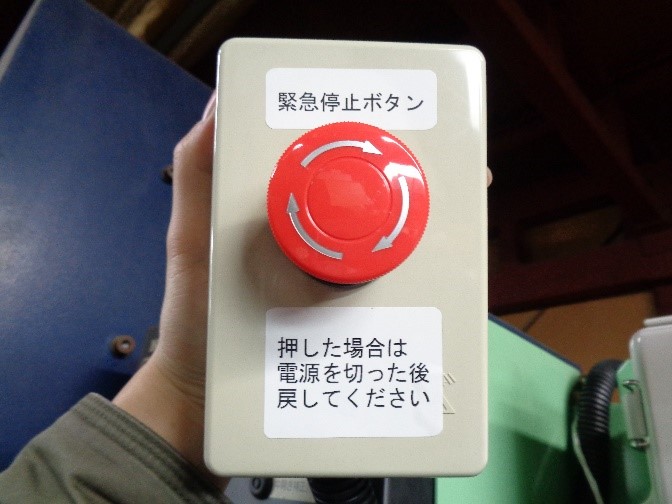 緊急停止ボタン
押した場合は
電源を切った後
戻してください